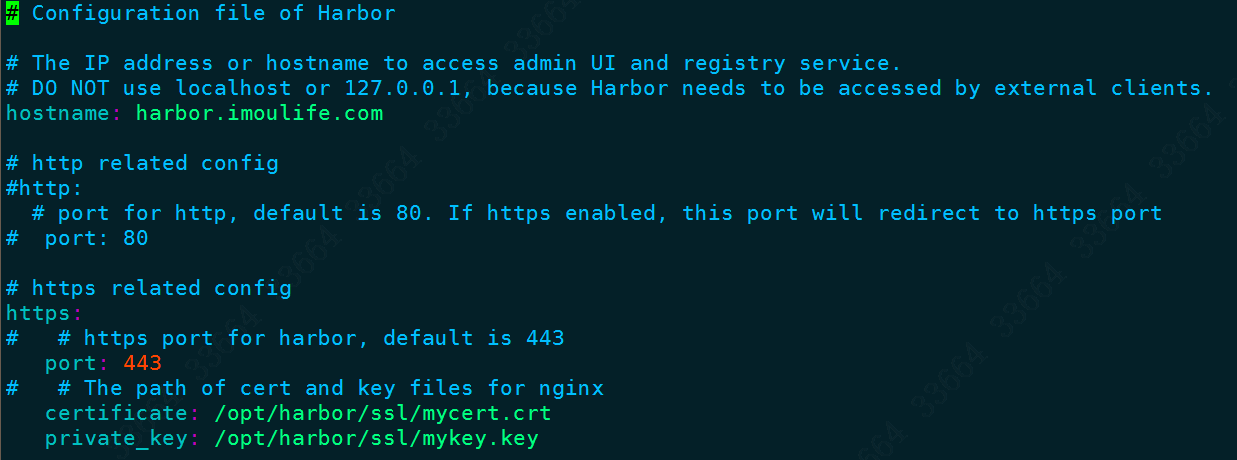 # Configuration file of Harbor
# The IP address or hostname to access admin UI and registry service.
# DO NOT use localhost or 127.0.0.1, because Harbor needs to be accessed by external clients.
hostname: harbor.imoulife.com
# http related config
#http:
  # port for http, default is 80. If https enabled, this port will redirect to https port
#  port: 80
# https related config
https:
#   # https port for harbor, default is 443
   port: 443
#   # The path of cert and key files for nginx
   certificate: /opt/harbor/ssl/mycert.crt
   private_key: /opt/harbor/ssl/mykey.key
33664 33664 33664 33664